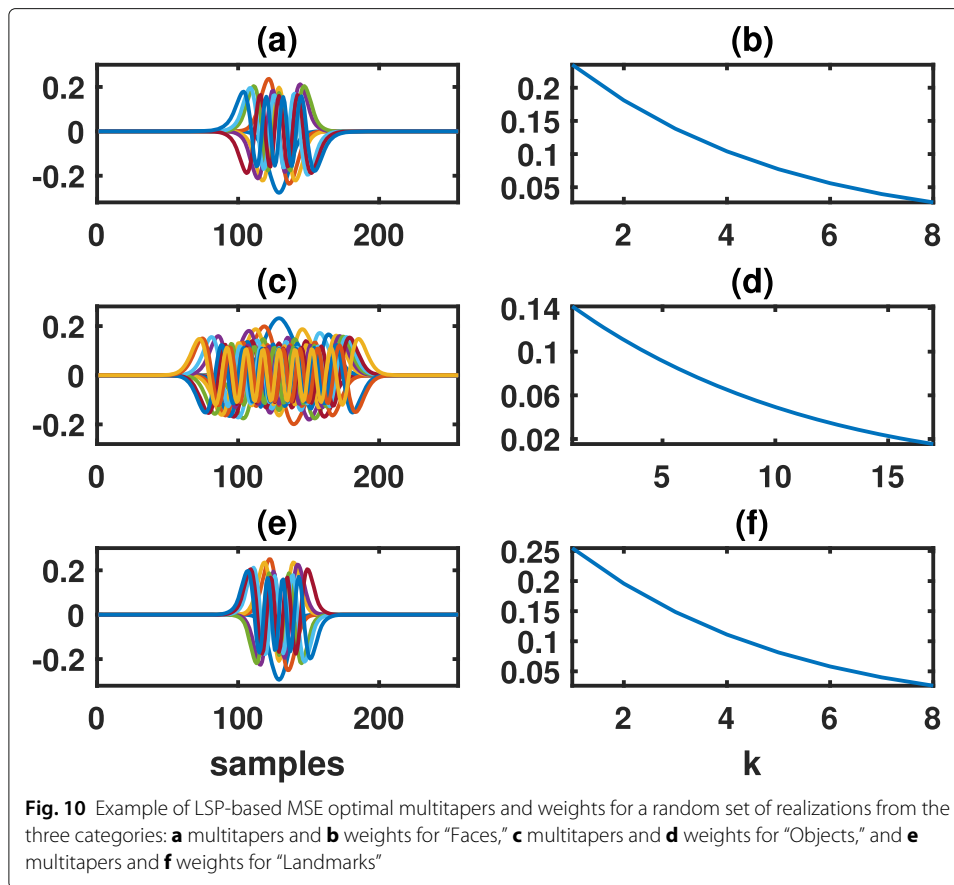 (a)
0.2
0
-0.2
0 100 200
(b)
0.2
0.15
0.1
0.05
2 4 6 8
(c)
0.2
0
-0.2
0 100 200
(d)
0.14
0.1
0.06
0.02
5 10 15
(e)
0.2
0
-0.2
0 100 200
samples
(f)
0.25
0.2
0.15
0.1
0.05
2 4 6 8
k
Fig. 10 Example of LSP-based MSE optimal multitapers and weights for a random set of realizations from the
three categories: a multitapers and b weights for “Faces,” c multitapers and d weights for “Objects,” and e
multitapers and f weights for “Landmarks”